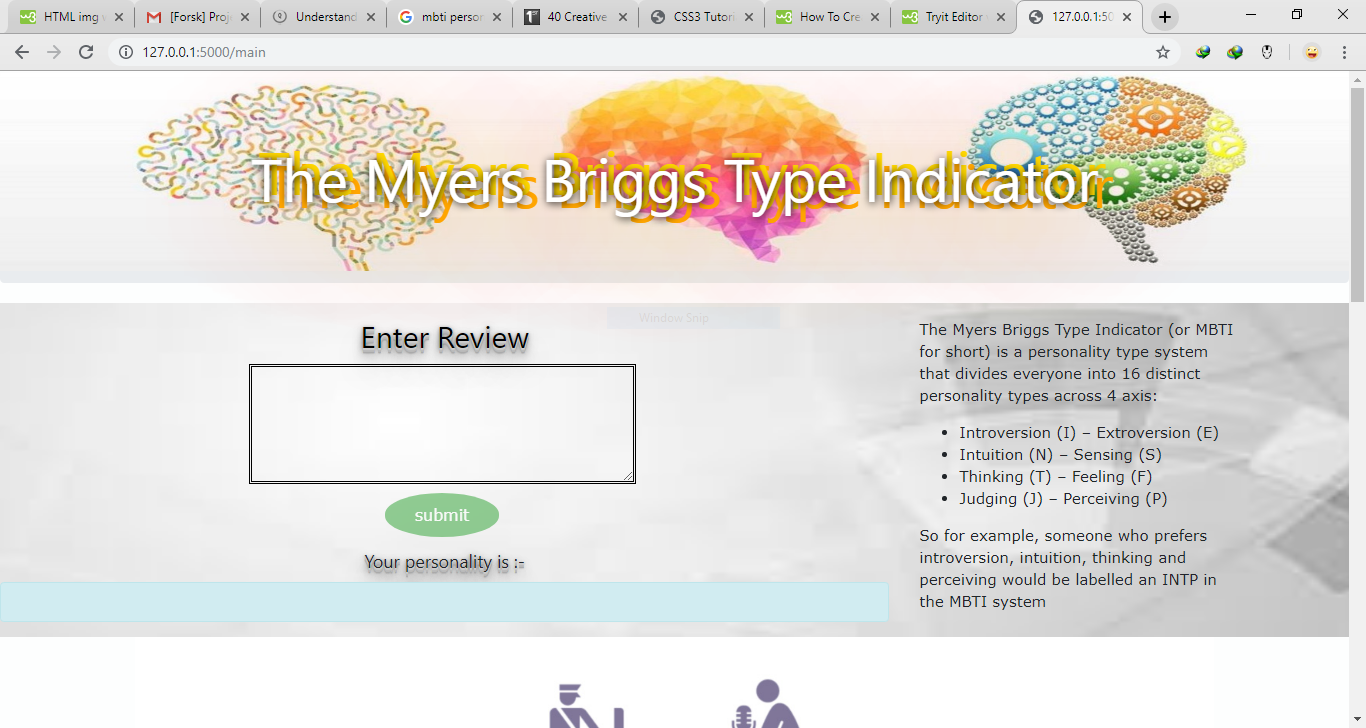 HTML img
[Forsk] Proj
Understand
mbti person
40 Creative
CSS3 Tutori
How To Cre
Tryit Editor
127.0.0.1:50
127.0.0.1:5000/main
The Myers Briggs Type Indicator
Window Snip
Enter Review
submit
Your personality is :-
The Myers Briggs Type Indicator (or MBTI
for short) is a personality type system
that divides everyone into 16 distinct
personality types across 4 axis:
• Introversion (I) – Extroversion (E)
• Intuition (N) – Sensing (S)
• Thinking (T) – Feeling (F)
• Judging (J) – Perceiving (P)
So for example, someone who prefers
introversion, intuition, thinking and
perceiving would be labelled an INTP in
the MBTI system